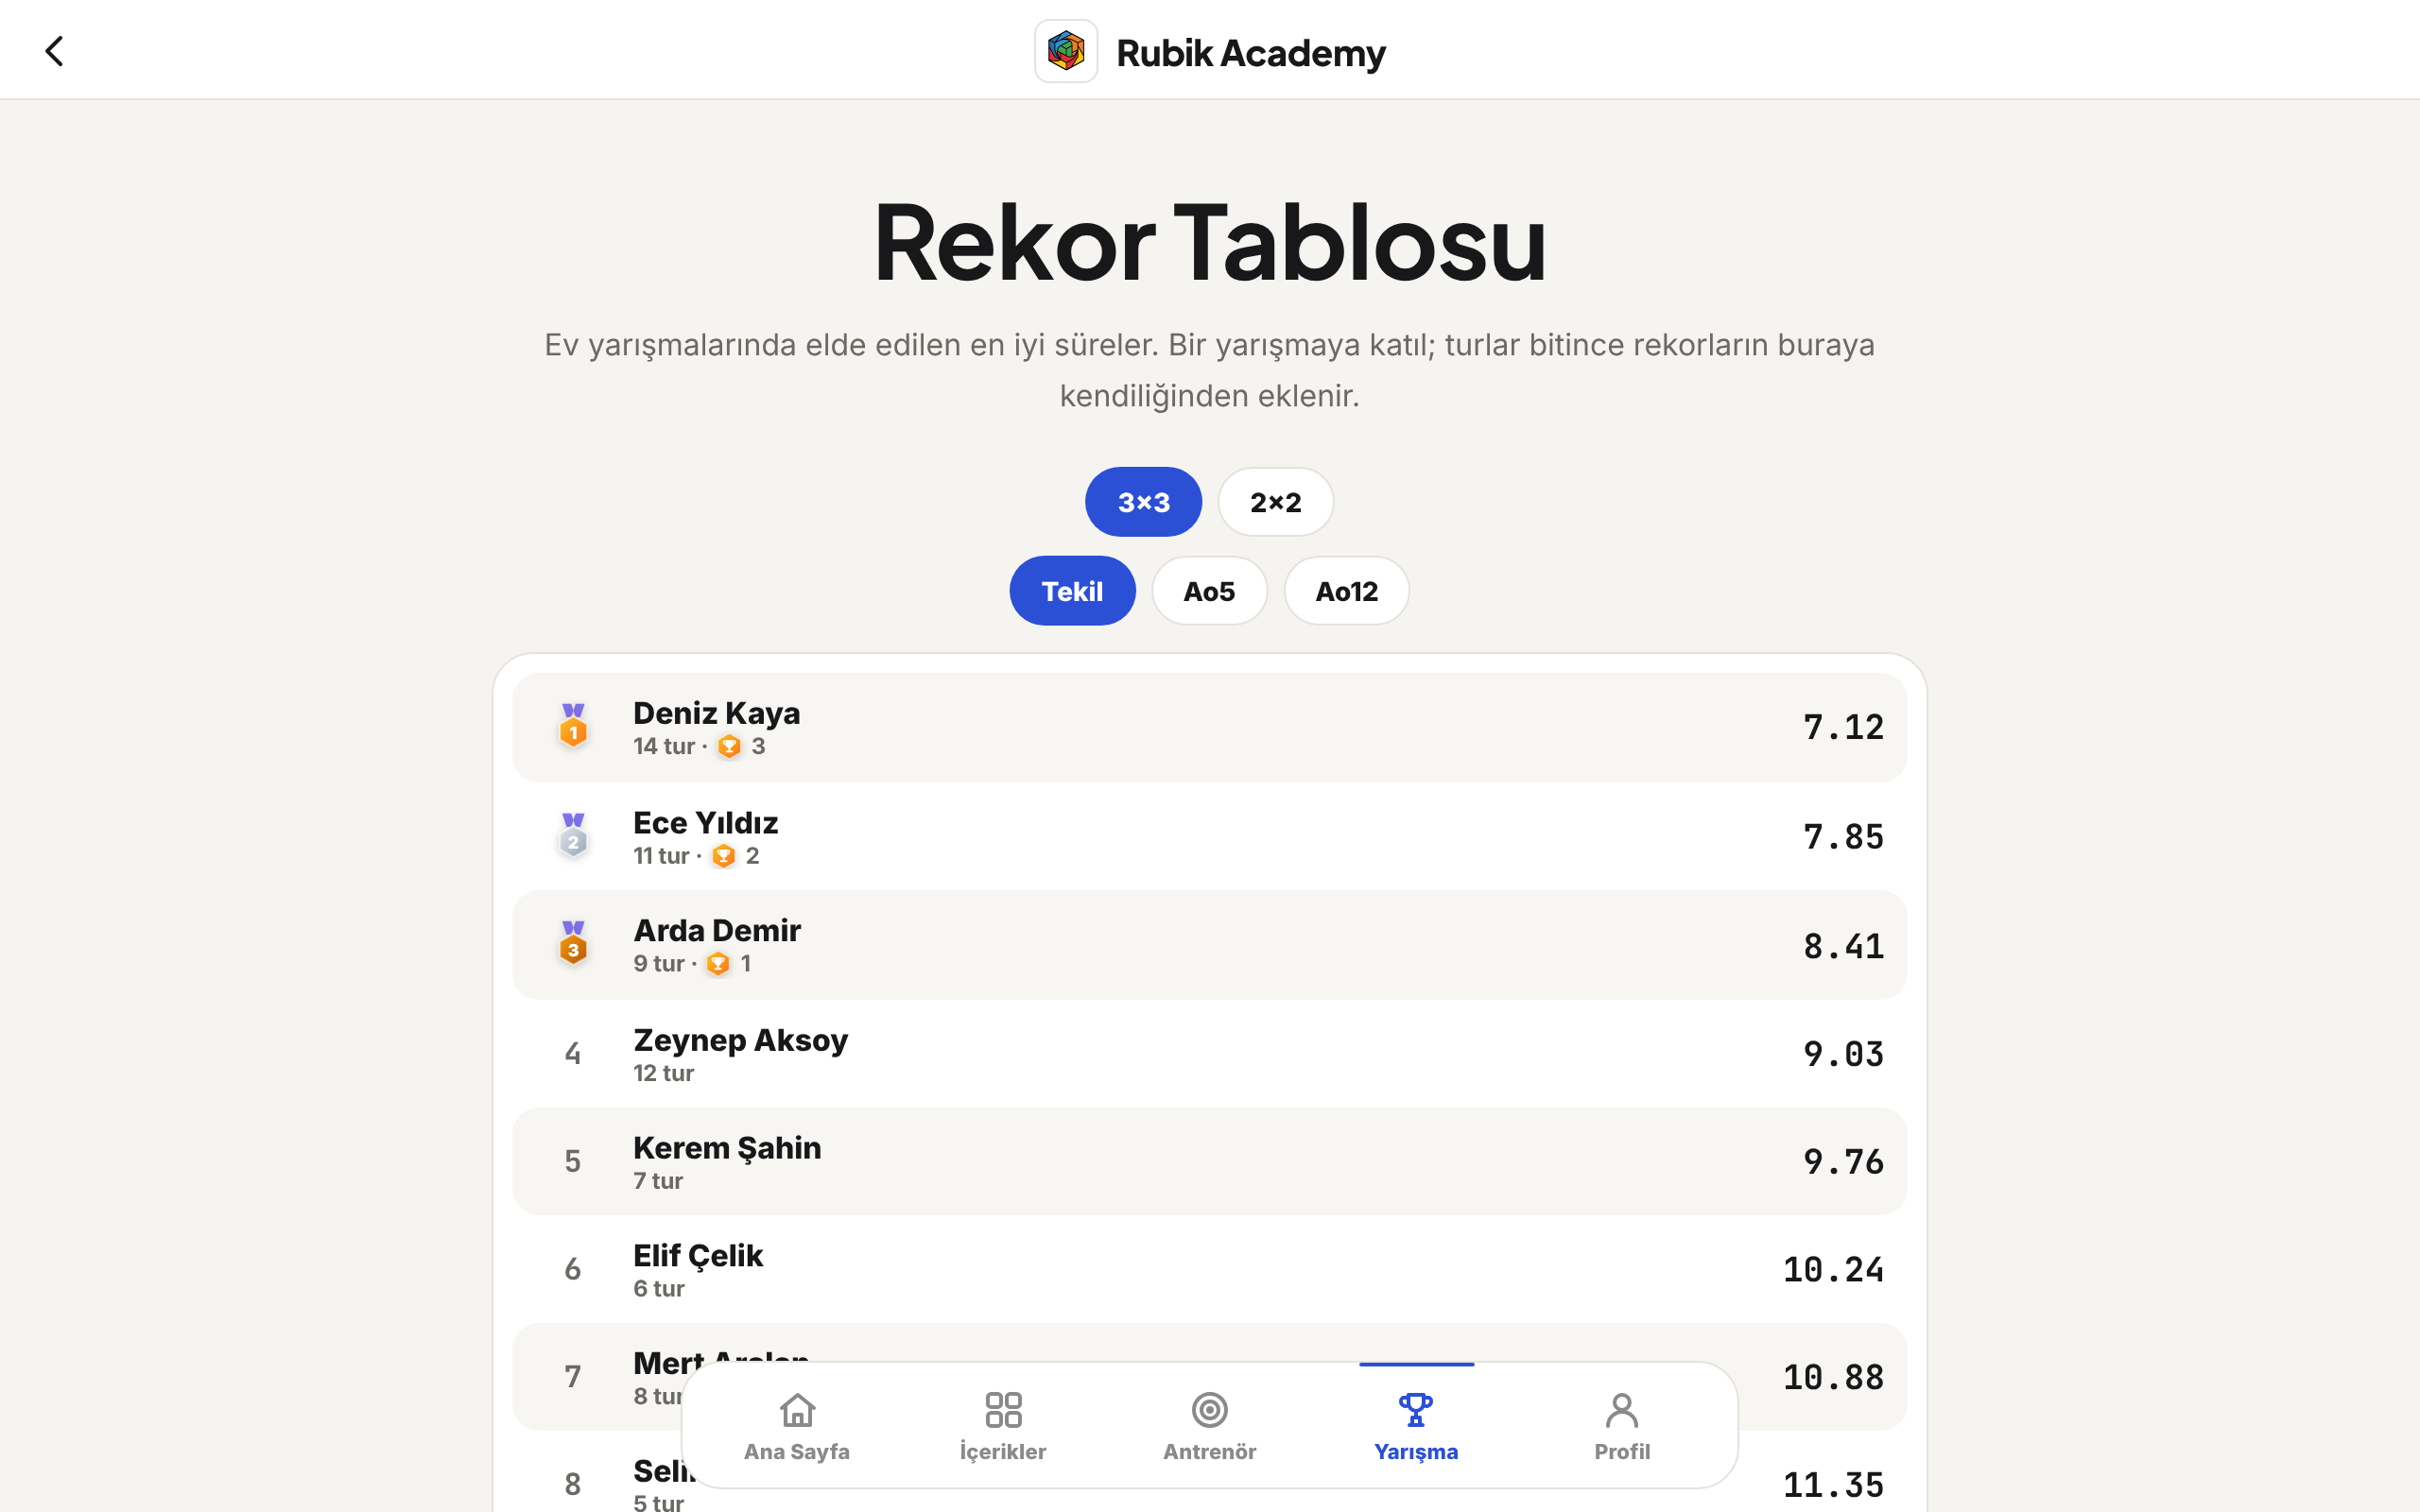 Rubik Academy
Rekor Tablosu
Ev yarışmalarında elde edilen en iyi süreler. Bir yarışmaya katıl; turlar bitince rekorların buraya
kendiliğinden eklenir.
3×3 2×2
Tekil Ao5 Ao12
1 Deniz Kaya 7.12
14 tur · 3
2 Ece Yıldız 7.85
11 tur · 2
3 Arda Demir 8.41
9 tur · 1
4 Zeynep Aksoy 9.03
12 tur
5 Kerem Şahin 9.76
7 tur
6 Elif Çelik 10.24
6 tur
7 Mert 10.88
8 tur
8 11.35
5 tur
Ana Sayfa İçerikler Antrenör Yarışma Profil